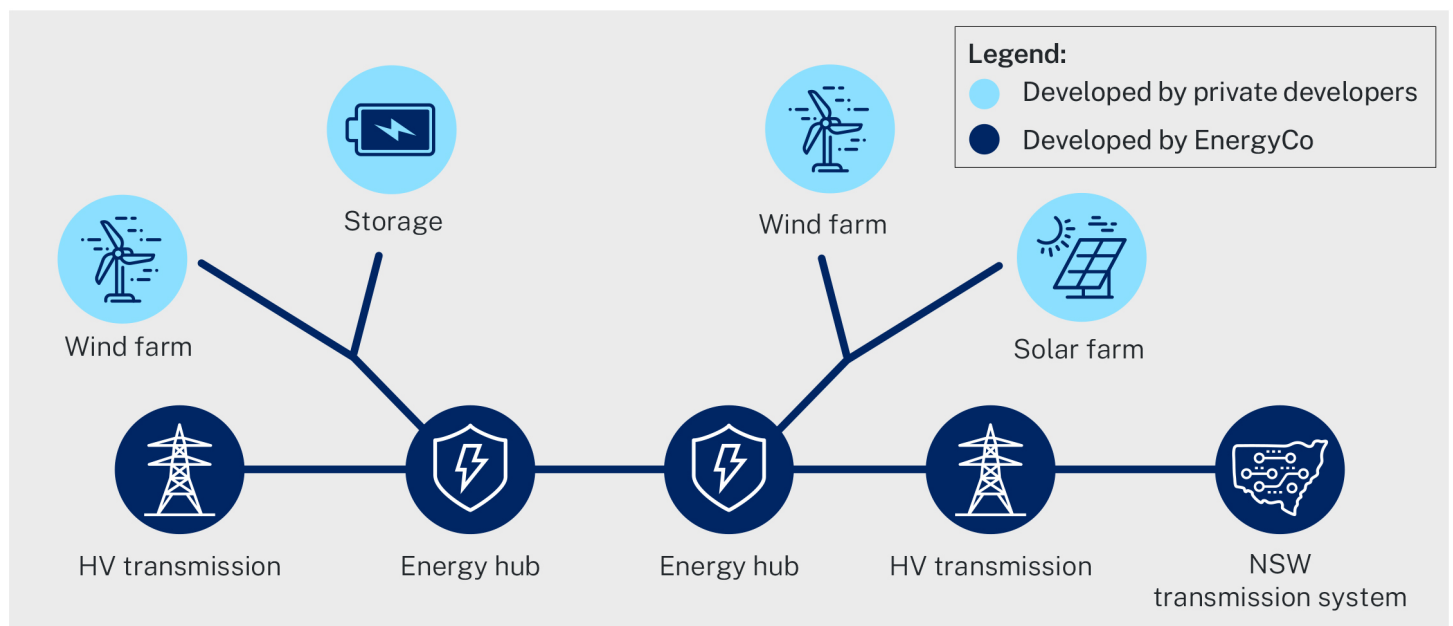 Legend:
Developed by private developers
Developed by EnergyCo
Storage
Wind farm
Wind farm
Solar farm
HV transmission
Energy hub
Energy hub
HV transmission
NSW
transmission system